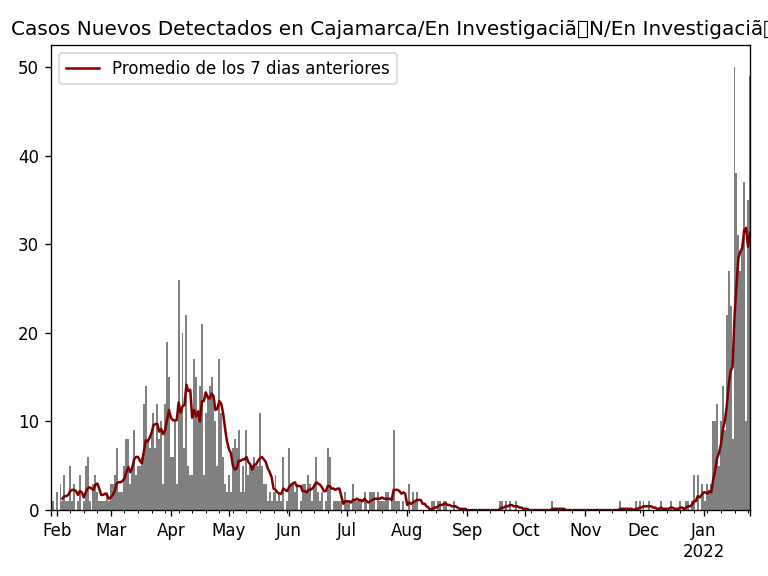 Casos Nuevos Detectados en Cajamarca/En Investigaciã▯N/En Investigaciã▯
Promedio de los 7 dias anteriores
50
40
30
20
10
0
Feb Mar Apr May Jun Jul Aug Sep Oct Nov Dec Jan
2022